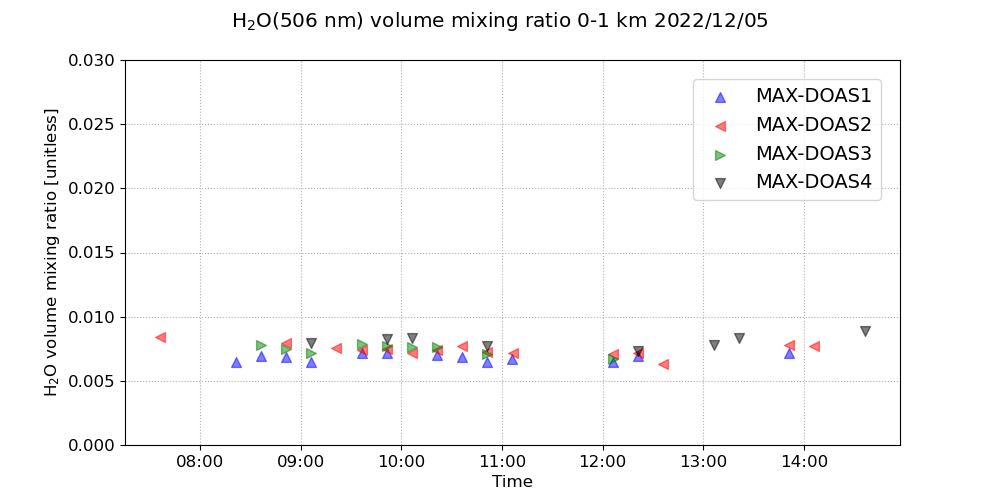 H₂O(506 nm) volume mixing ratio 0-1 km 2022/12/05
0.030
0.025
0.020
0.015
0.010
0.005
0.000
H₂O volume mixing ratio [unitless]
MAX-DOAS1
MAX-DOAS2
MAX-DOAS3
MAX-DOAS4
08:00 09:00 10:00 11:00 12:00 13:00 14:00
Time